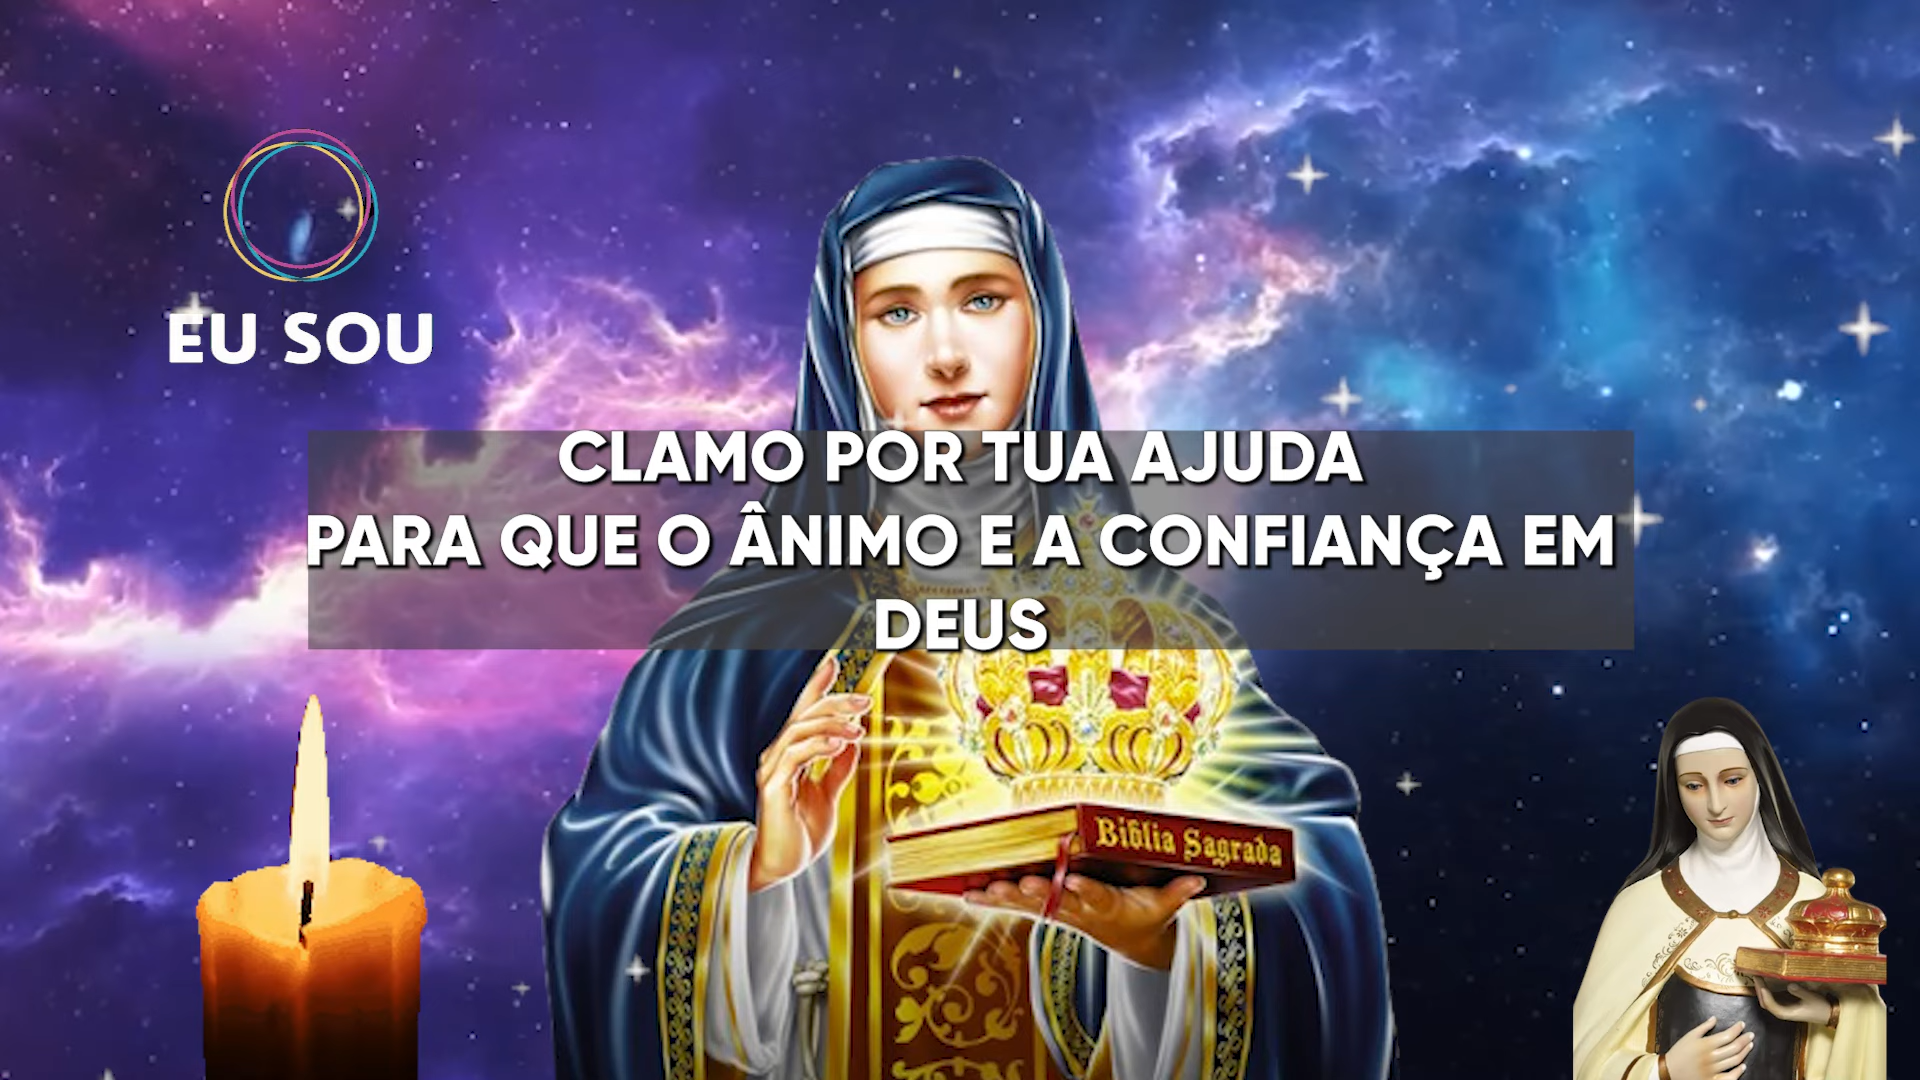 EU SOU
CLAMO POR TUA AJUDA
PARA QUE O ÂNIMO E A CONFIANÇA EM
DEUS
Bíblia Sagrada